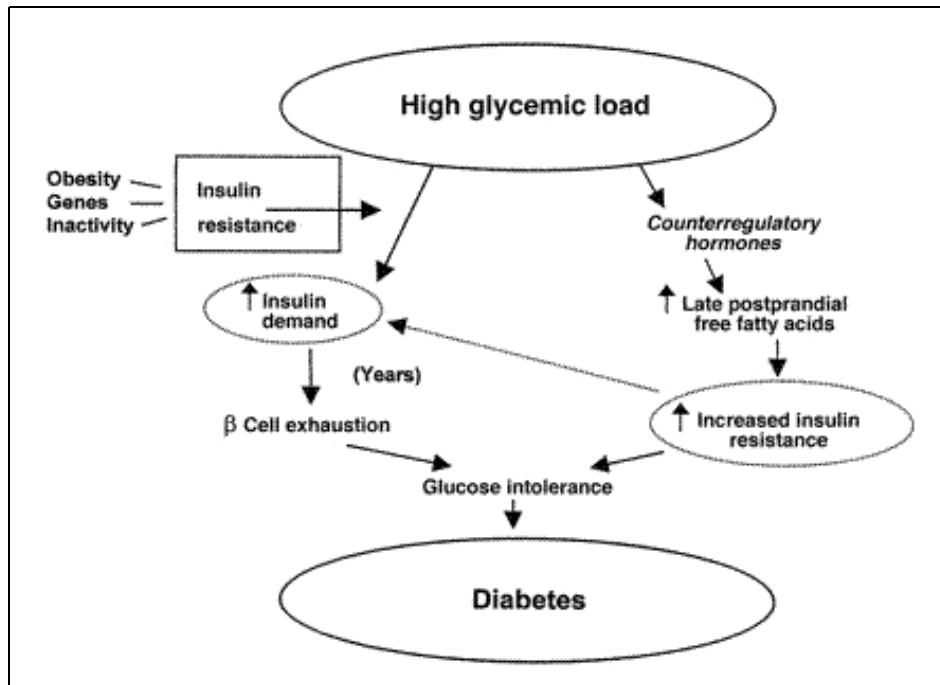 High glycemic load
Obesity
Genes
Inactivity
Insulin
resistance
Counterregulatory
hormones
↑ Insulin
demand
↑ Late postprandial
free fatty acids
(Years)
β Cell exhaustion
↑ Increased insulin
resistance
Glucose intolerance
Diabetes